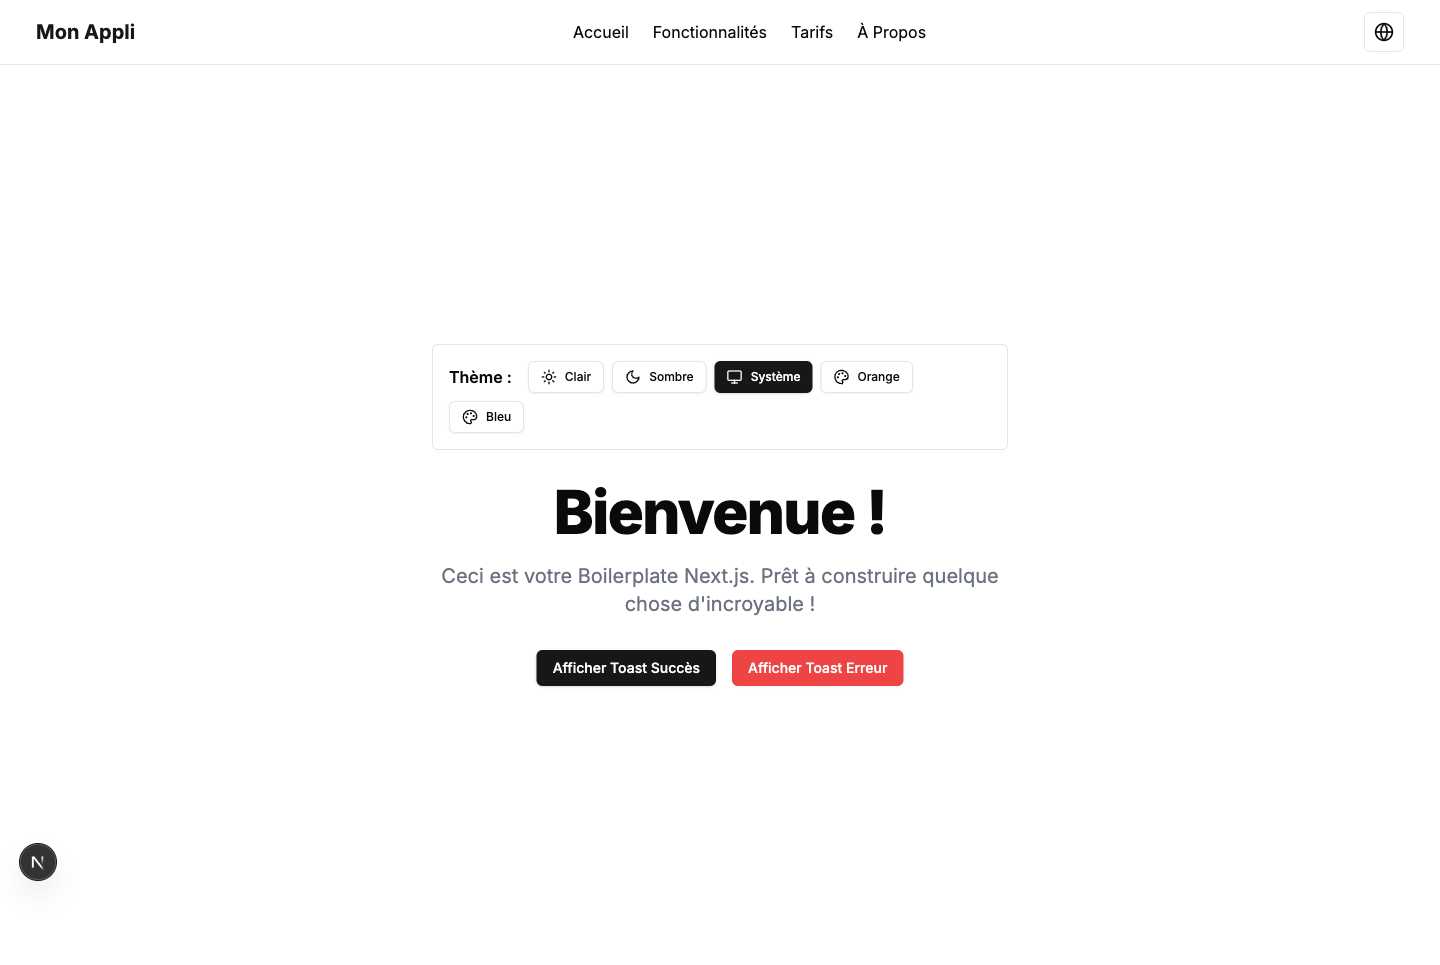 Mon Appli
Accueil Fonctionnalités Tarifs À Propos
Thème : Clair Sombre Système Orange
Bleu
Bienvenue !
Ceci est votre Boilerplate Next.js. Prêt à construire quelque
chose d'incroyable !
Afficher Toast Succès Afficher Toast Erreur
N